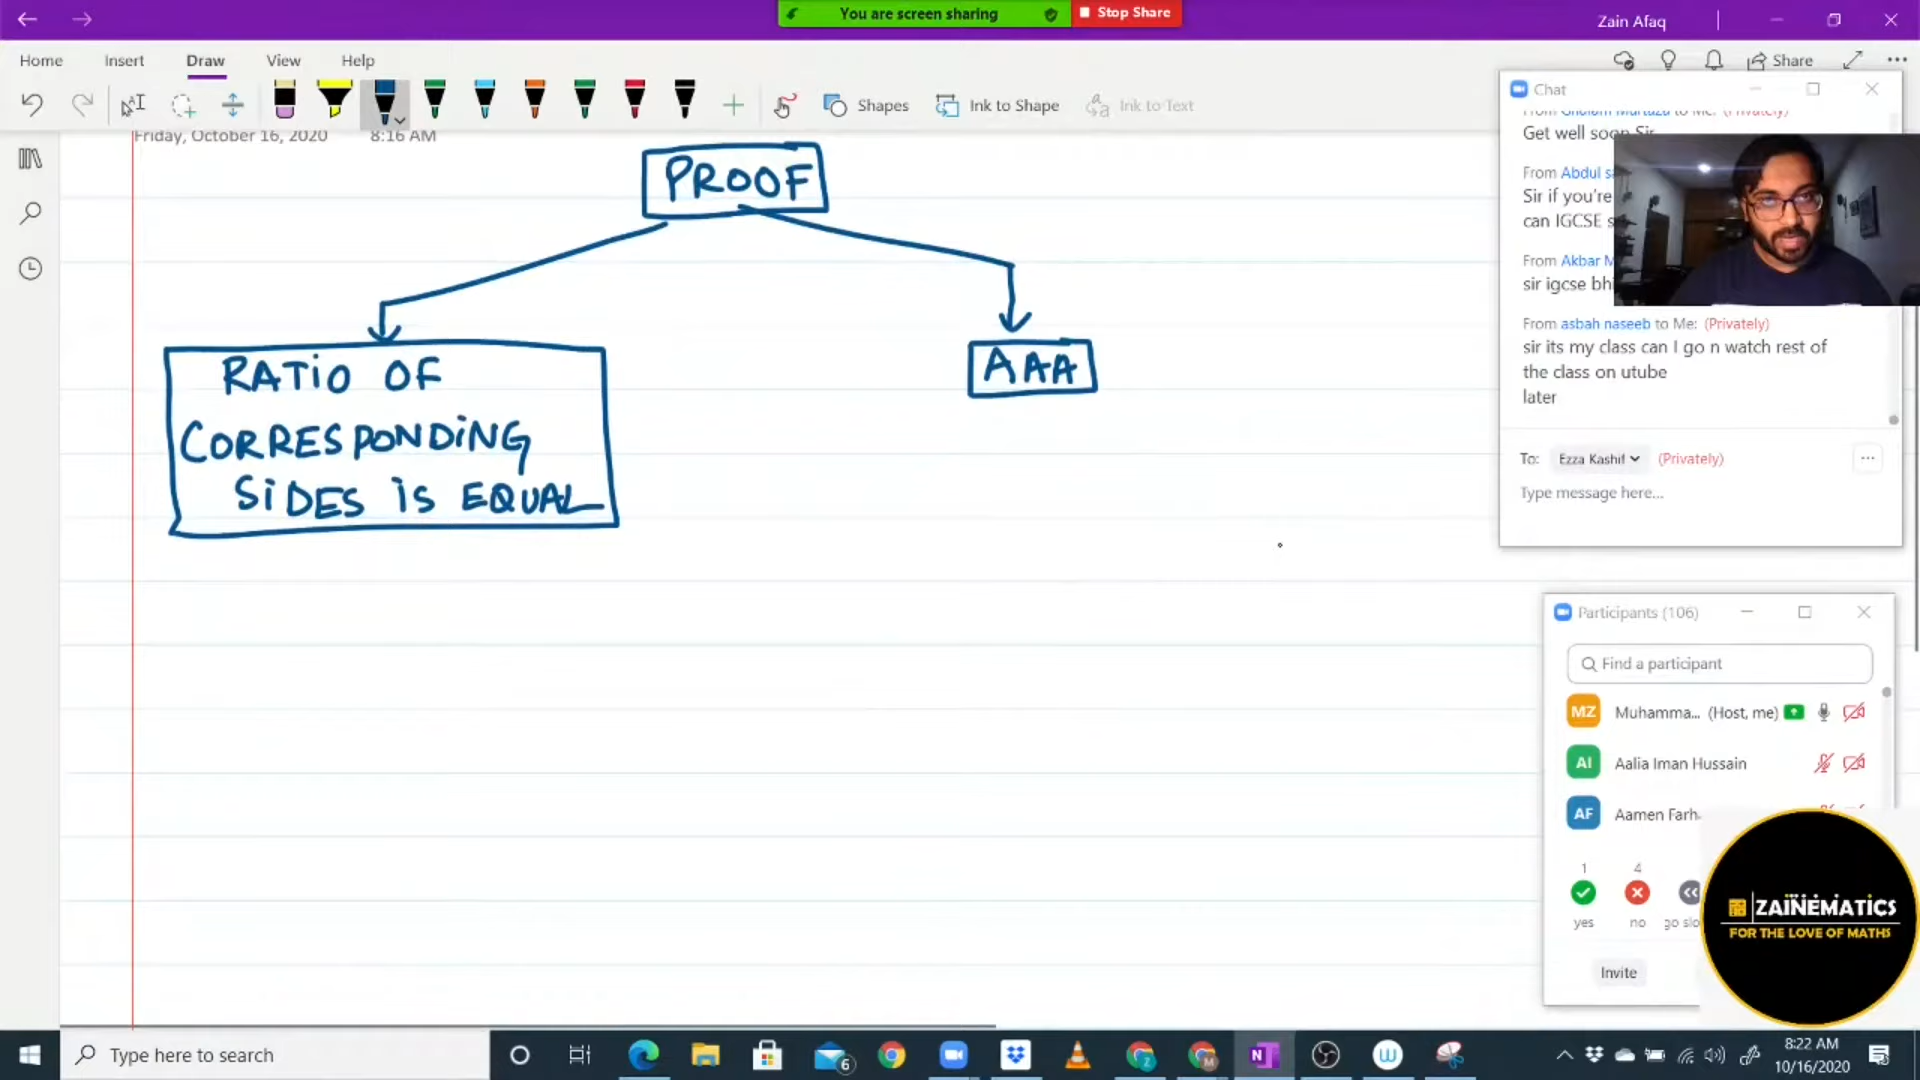 You are screen sharing
Stop Share
Zain Afaq
Home Insert Draw View Help
Share
Shapes Ink to Shape Ink to Text
Friday, October 16, 2020 8:16 AM
PROOF
RATIO OF
CORRESPONDING
SIDES IS EQUAL
AAA
Chat
to Me: (Privately)
Get well soon Sir
From Abdul
Sir if you're
can IGCSE
From Akbar
sir igcse
From asbah naseeb to Me: (Privately)
sir its my class can I go n watch rest of
the class on utube
later
To: Ezza Kashif (Privately)
Type message here...
Participants (106)
Find a participant
MZ Muhamma... (Host, me)
AI Aalia Iman Hussain
AF Aamen
1 4
yes no go
Invite
ZAINEMATICS
FOR THE LOVE OF MATHS
Type here to search
6
8:22 AM
10/16/2020